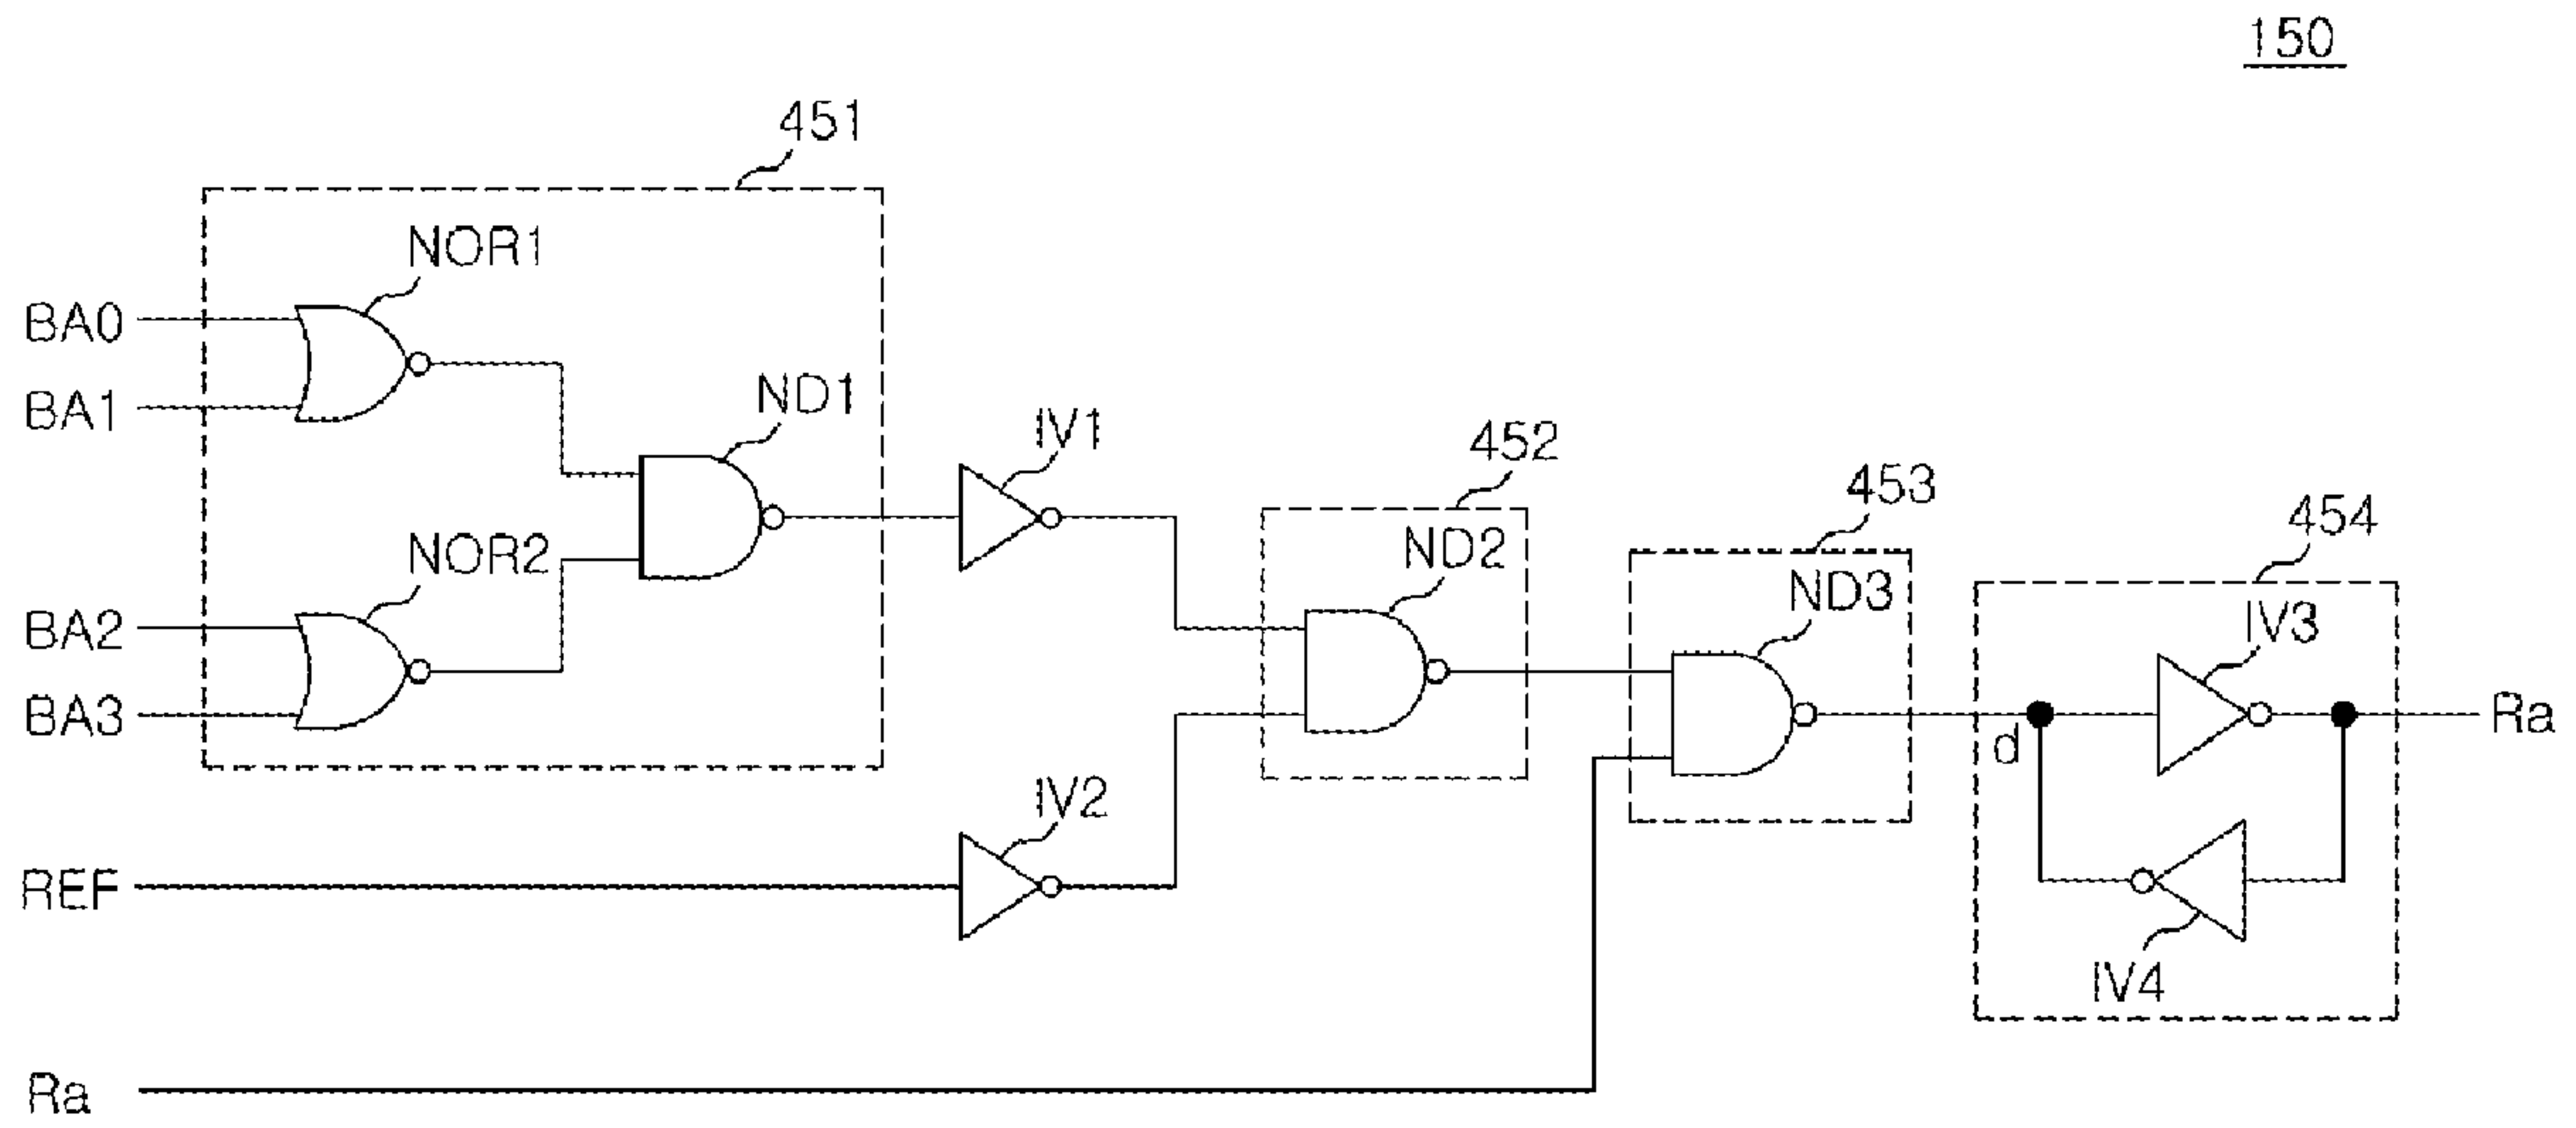 150
451
NOR1
BA0
BA1
ND1
IV1
452
453
454
NOR2
ND2
ND3
IV3
BA2
BA3
d
Ra
IV2
REF
IV4
Ra